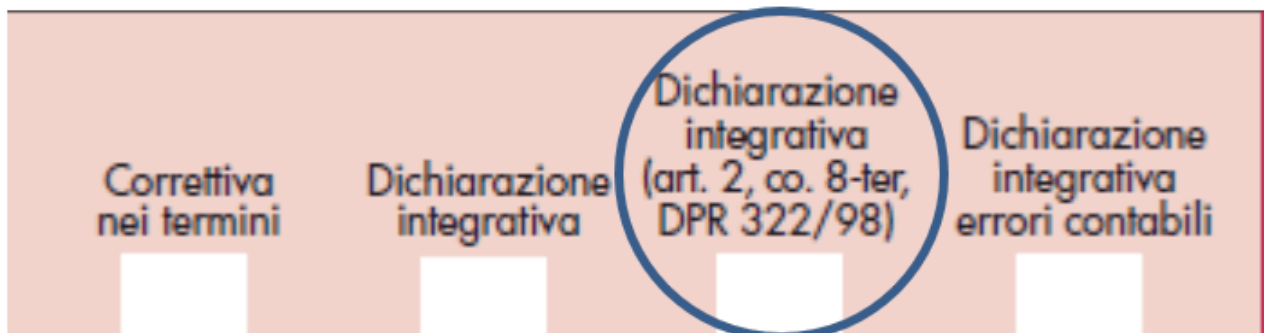 Correttiva
nei termini
Dichiarazione
integrativa
Dichiarazione
integrativa
(art. 2, co. 8-ter,
DPR 322/98)
Dichiarazione
integrativa
errori contabili